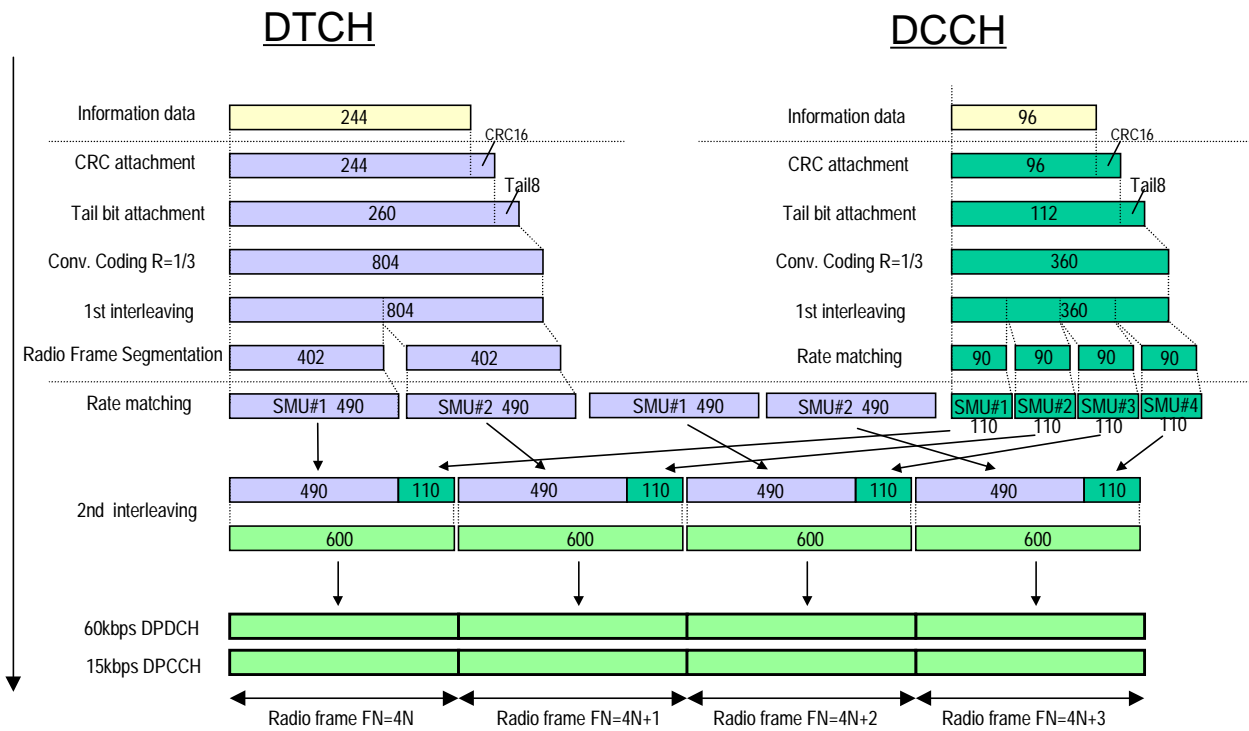 DTCH DCCH
Information data 244 Information data 96
CRC16 CRC16
CRC attachment 244 CRC attachment 96
Tail8 Tail8
Tail bit attachment 260 Tail bit attachment 112
Conv. Coding R=1/3 804 Conv. Coding R=1/3 360
1st interleaving 804 1st interleaving 360
Radio Frame Segmentation 402 402 Rate matching 90 90 90 90
Rate matching SMU#1 490 SMU#2 490 SMU#1 490 SMU#2 490 SMU#1 SMU#2 SMU#3 SMU#4
110 110 110 110
490 110 490 110 490 110 490 110
2nd interleaving
600 600 600 600
60kbps DPDCH
15kbps DPCCH
Radio frame FN=4N Radio frame FN=4N+1 Radio frame FN=4N+2 Radio frame FN=4N+3